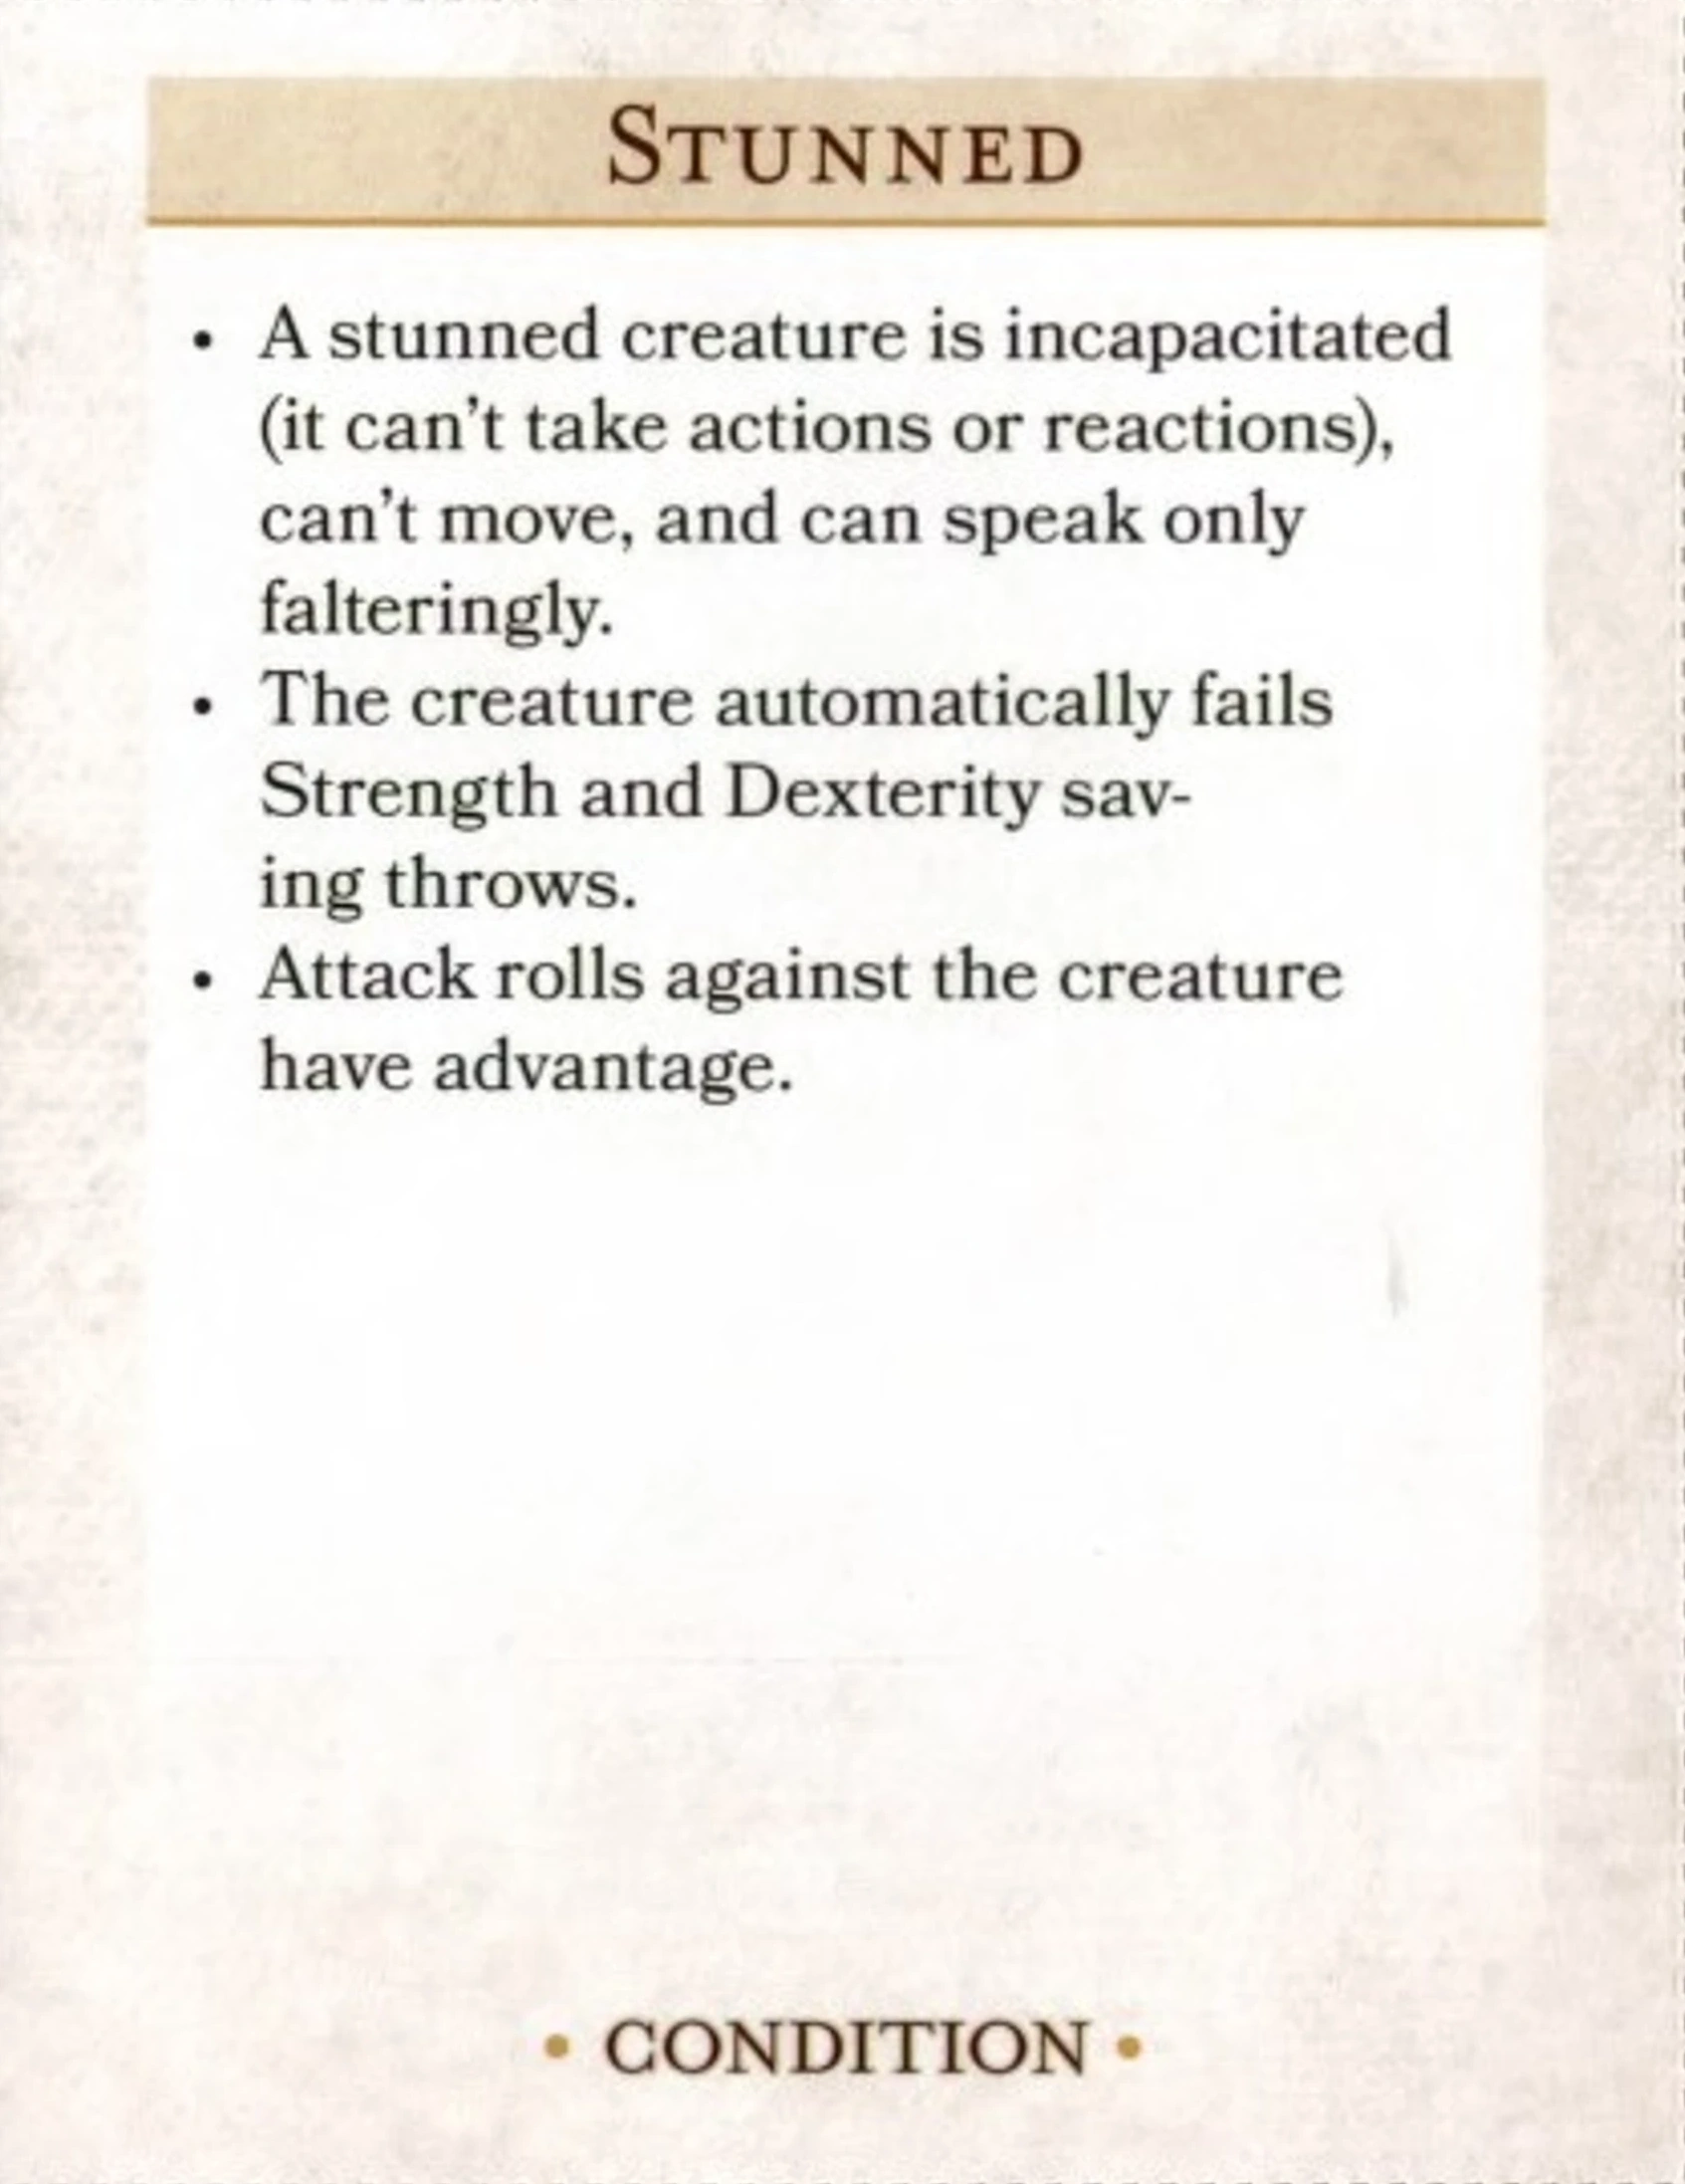 STUNNED
• A stunned creature is incapacitated
(it can't take actions or reactions),
can't move, and can speak only
falteringly.
• The creature automatically fails
Strength and Dexterity sav-
ing throws.
• Attack rolls against the creature
have advantage.
• CONDITION •